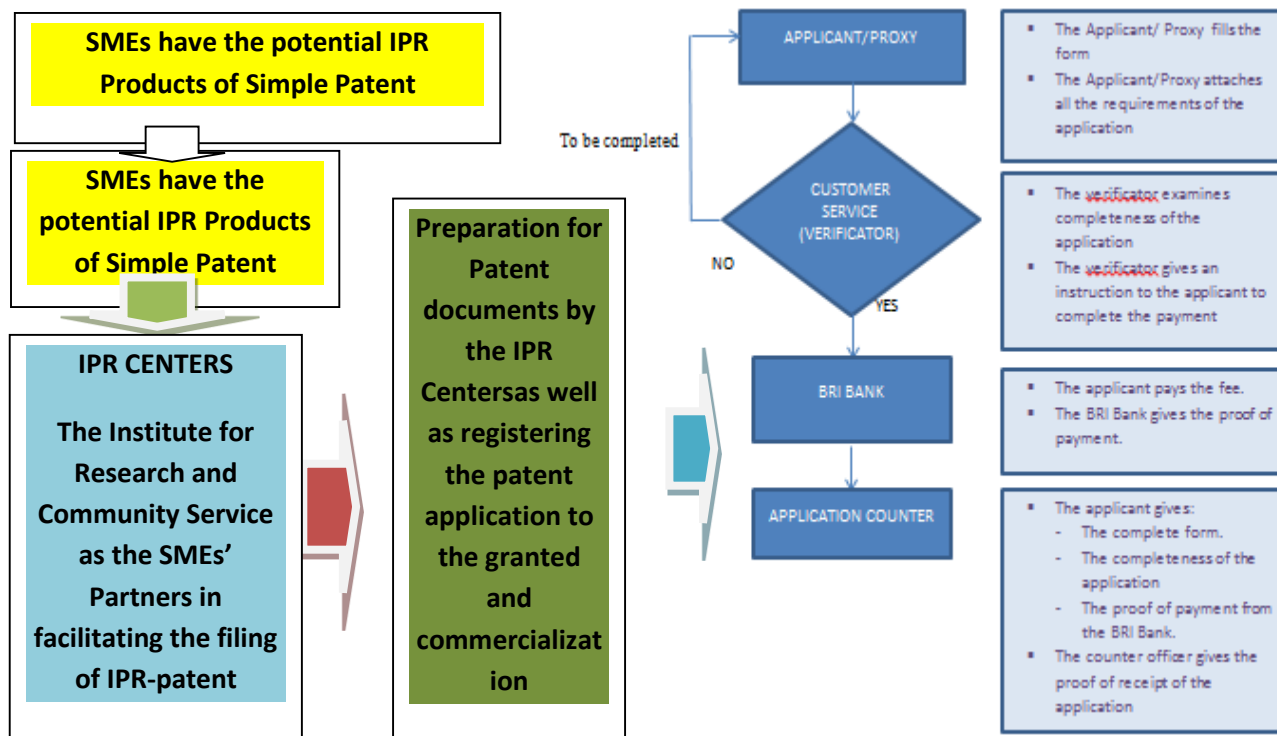 SMEs have the potential IPR
Products of Simple Patent
SMEs have the
potential IPR Products
of Simple Patent
IPR CENTERS
The Institute for
Research and
Community Service
as the SMEs’
Partners in
facilitating the filing
of IPR-patent
Preparation for
Patent
documents by
the IPR
Centersas well
as registering
the patent
application to
the granted
and
commercializat
ion
APPLICANT/PROXY
To be completed
CUSTOMER
SERVICE
(VERIFICATOR)
NO
YES
BRI BANK
APPLICATION COUNTER
▪ The Applicant/ Proxy fills the
form
▪ The Applicant/Proxy attaches
all the requirements of the
application
▪ The verificator examines
completeness of the
application
▪ The verificator gives an
instruction to the applicant to
complete the payment
▪ The applicant pays the fee.
▪ The BRI Bank gives the proof of
payment.
▪ The applicant gives:
- The complete form.
- The completeness of the
application
- The proof of payment from
the BRI Bank.
▪ The counter officer gives the
proof of receipt of the
application